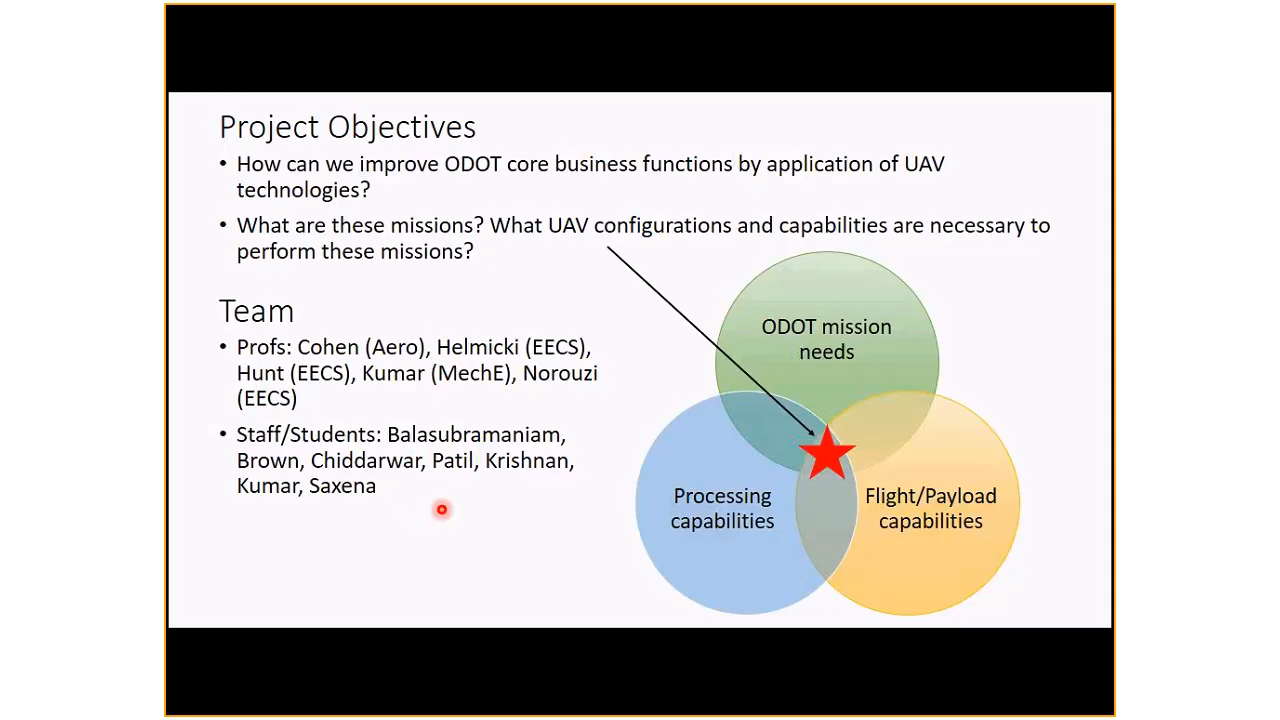 Project Objectives
• How can we improve ODOT core business functions by application of UAV
technologies?
• What are these missions? What UAV configurations and capabilities are necessary to
perform these missions?
Team
• Profs: Cohen (Aero), Helmicki (EECS),
Hunt (EECS), Kumar (MechE), Norouzi
(EECS)
• Staff/Students: Balasubramaniam,
Brown, Chiddarwar, Patil, Krishnan,
Kumar, Saxena
ODOT mission
needs
Processing
capabilities
Flight/Payload
capabilities